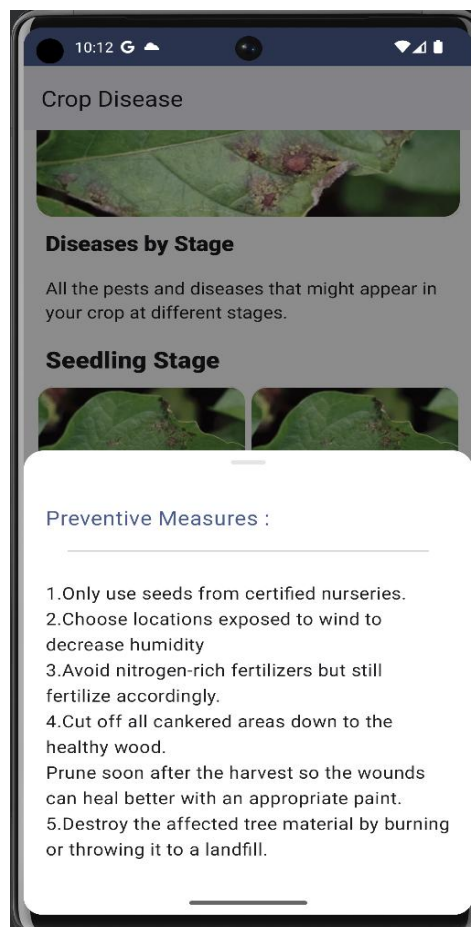 10:12 G
Crop Disease
Diseases by Stage
All the pests and diseases that might appear in
your crop at different stages.
Seedling Stage
Preventive Measures :
1.Only use seeds from certified nurseries.
2.Choose locations exposed to wind to
decrease humidity
3.Avoid nitrogen-rich fertilizers but still
fertilize accordingly.
4.Cut off all cankered areas down to the
healthy wood.
Prune soon after the harvest so the wounds
can heal better with an appropriate paint.
5.Destroy the affected tree material by burning
or throwing it to a landfill.